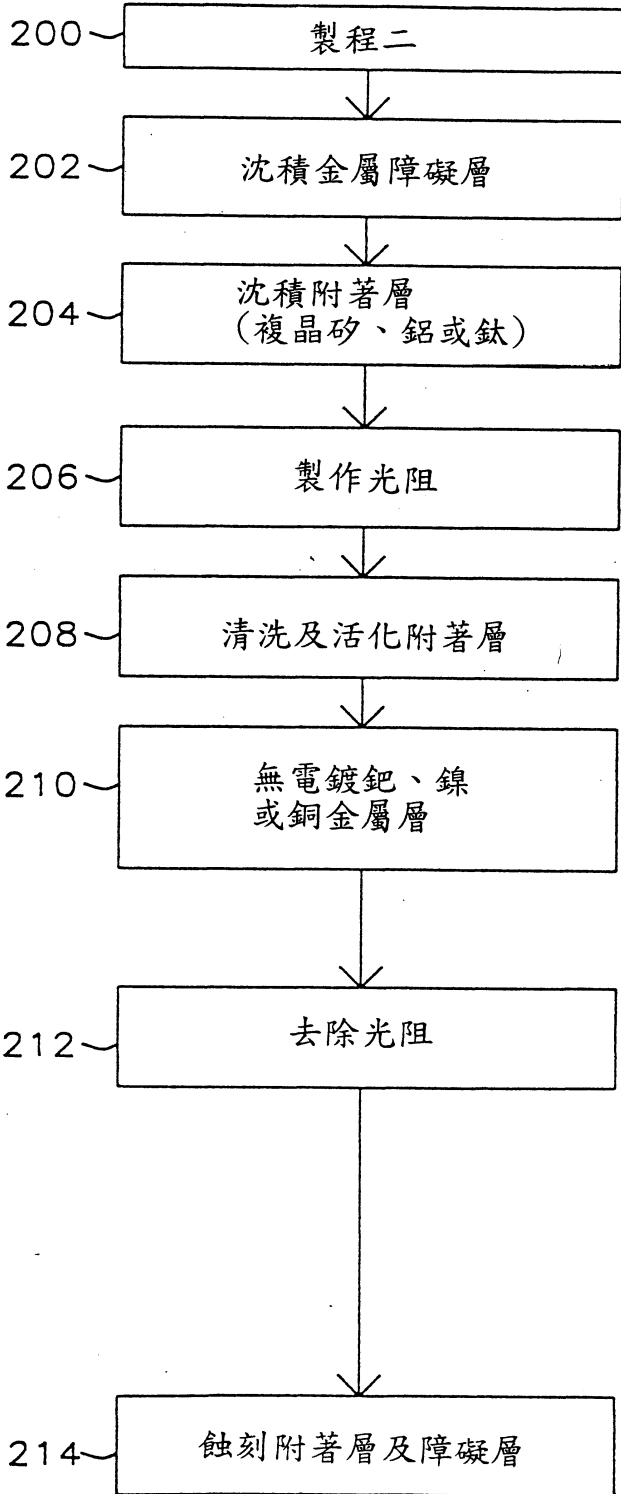 200
製程二
202
沈積金屬障礙層
204
沈積附著層
(複晶矽、鋁或鈦)
206
製作光阻
208
清洗及活化附著層
210
無電鍍鈀、鎳
或銅金屬層
212
去除光阻
214
蝕刻附著層及障礙層